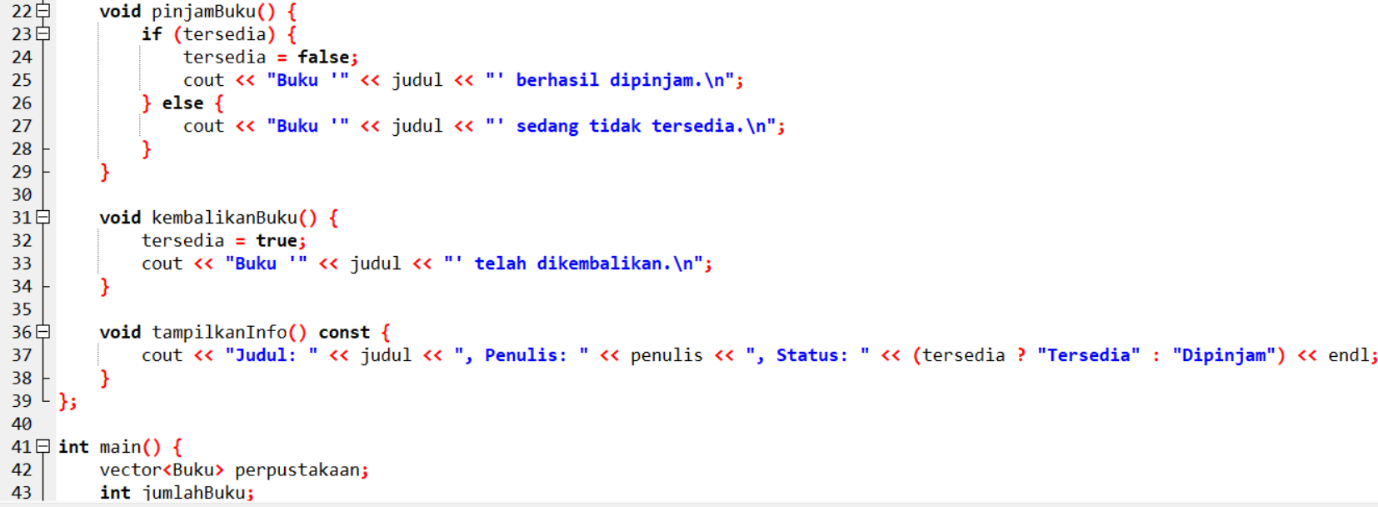 22 void pinjamBuku() {
23 if (tersedia) {
24 tersedia = false;
25 cout << "Buku '" << judul << "' berhasil dipinjam.\n";
26 } else {
27 cout << "Buku '" << judul << "' sedang tidak tersedia.\n";
28 }
29 }
30
31 void kembalikanBuku() {
32 tersedia = true;
33 cout << "Buku '" << judul << "' telah dikembalikan.\n";
34 }
35
36 void tampilkanInfo() const {
37 cout << "Judul: " << judul << ", Penulis: " << penulis << ", Status: " << (tersedia ? "Tersedia" : "Dipinjam") << endl;
38 }
39 };
40
41 int main() {
42 vector<Buku> perpustakaan;
43 int jumlahBuku;